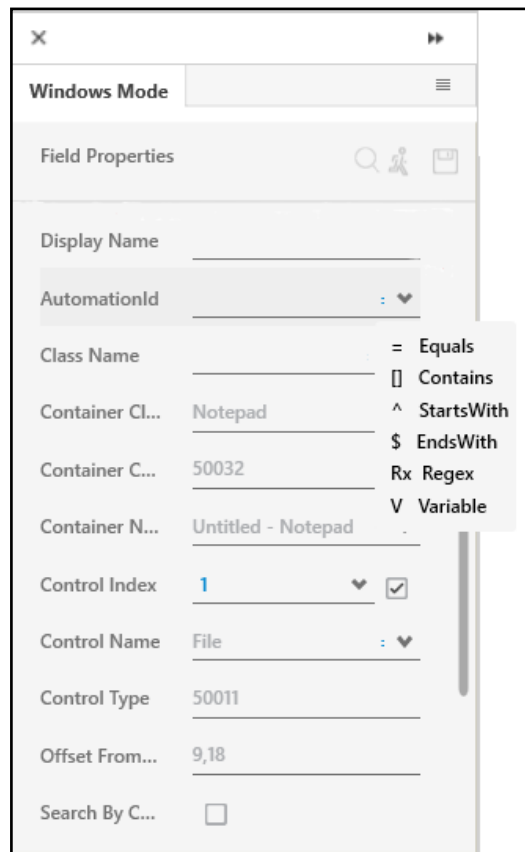 Windows Mode
Field Properties
Display Name
AutomationId =
= Equals
Class Name
[] Contains
Container Cl... Notepad
^ StartsWith
$ EndsWith
Container C... 50032
Rx Regex
V Variable
Container N... Untitled - Notepad
Control Index 1
Control Name File =
Control Type 50011
Offset From... 9,18
Search By C...